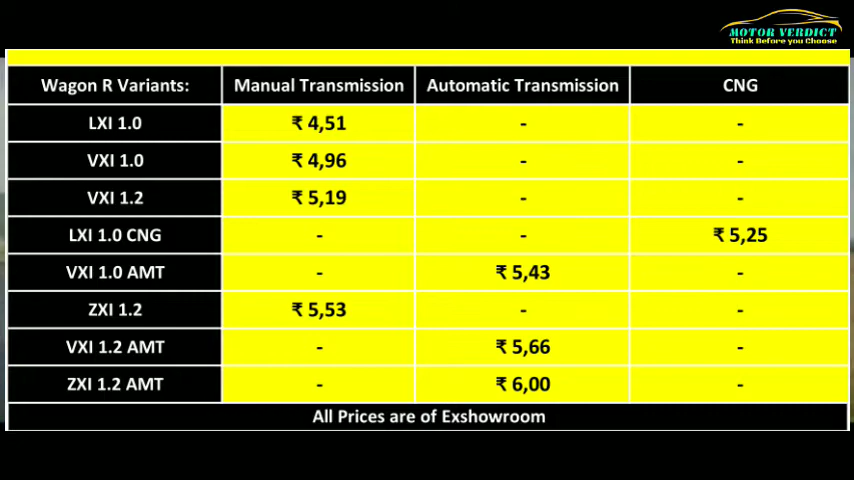 MOTOR VERDICT
Think Before you Choose
Wagon R Variants: Manual Transmission Automatic Transmission CNG
LXI 1.0 ₹ 4,51 - -
VXI 1.0 ₹ 4,96 - -
VXI 1.2 ₹ 5,19 - -
LXI 1.0 CNG - - ₹ 5,25
VXI 1.0 AMT - ₹ 5,43 -
ZXI 1.2 ₹ 5,53 - -
VXI 1.2 AMT - ₹ 5,66 -
ZXI 1.2 AMT - ₹ 6,00 -
All Prices are of Exshowroom